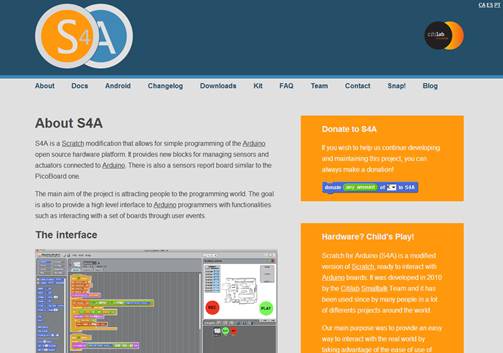 CA ES PT
S4A
citilab
About Docs Android Changelog Downloads Kit FAQ Team Contact Snap! Blog
About S4A
S4A is a Scratch modification that allows for simple programming of the Arduino
open source hardware platform. It provides new blocks for managing sensors and
actuators connected to Arduino. There is also a sensors report board similar to the
PicoBoard one.
The main aim of the project is attracting people to the programming world. The goal
is also to provide a high level interface to Arduino programmers with functionalities
such as interacting with a set of boards through user events.
The interface
PLAY
Donate to S4A
If you wish to help us continue developing
and maintaining this project, you can
always make a donation!
donate any amount of € to S4A
Hardware? Child's Play!
Scratch for Arduino (S4A) is a modified
version of Scratch, ready to interact with
Arduino boards. It was developed in 2010
by the Citilab Smalltalk Team and it has
been used since by many people in a lot
of different projects around the world.
Our main purpose was to provide an easy
way to interact with the real world by
taking advantage of the ease of use of